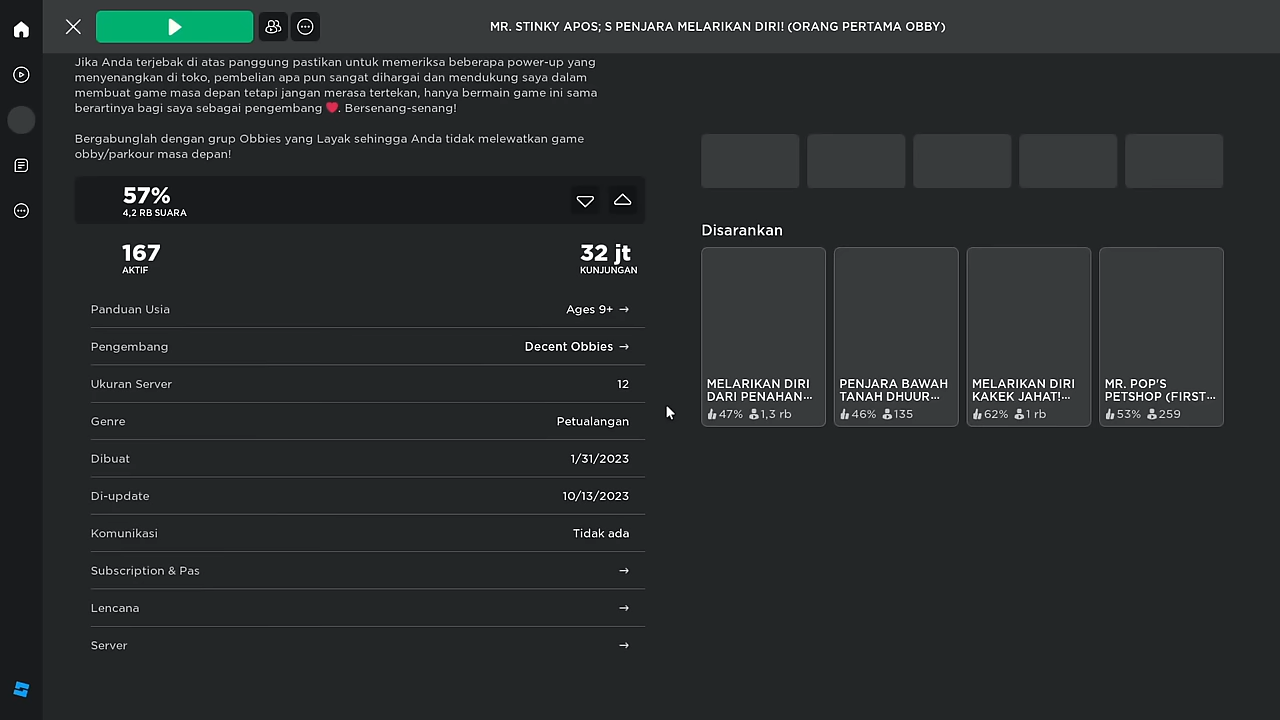 MR. STINKY APOS; S PENJARA MELARIKAN DIRI! (ORANG PERTAMA OBBY)
Jika Anda terjebak di atas panggung pastikan untuk memeriksa beberapa power-up yang
menyenangkan di toko, pembelian apa pun sangat dihargai dan mendukung saya dalam
membuat game masa depan tetapi jangan merasa tertekan, hanya bermain game ini sama
berartinya bagi saya sebagai pengembang ❤️. Bersenang-senang!
Bergabunglah dengan grup Obbies yang Layak sehingga Anda tidak melewatkan game
obby/parkour masa depan!
57%
4,2 RB SUARA
167
AKTIF
32 jt
KUNJUNGAN
Panduan Usia
Ages 9+ →
Pengembang
Decent Obbies →
Ukuran Server
12
Genre
Petualangan
Dibuat
1/31/2023
Di-update
10/13/2023
Komunikasi
Tidak ada
Subscription & Pas
→
Lencana
→
Server
→
Disarankan
MELARIKAN DIRI
DARI PENAHAN...
47% 1,3 rb
PENJARA BAWAH
TANAH DHUUR...
46% 135
MELARIKAN DIRI
KAKEK JAHAT!...
62% 1 rb
MR. POP'S
PETSHOP (FIRST...
53% 259